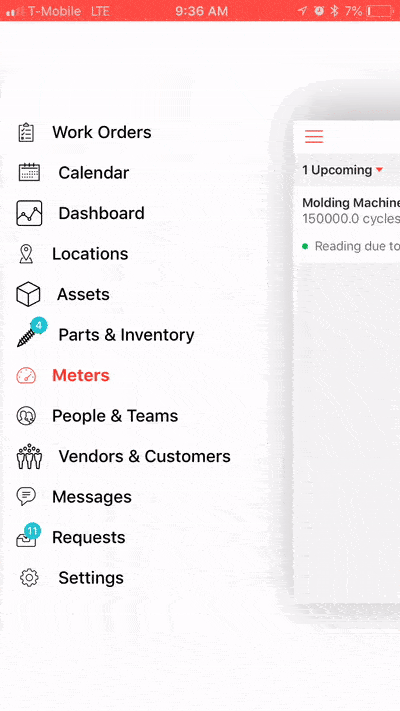 T-Mobile LTE 9:36 AM 7%
Work Orders
Calendar
Dashboard
Locations
Assets
4
Parts & Inventory
Meters
People & Teams
Vendors & Customers
Messages
11
Requests
Settings
1 Upcoming
Molding Machine
150000.0 cycles
Reading due to